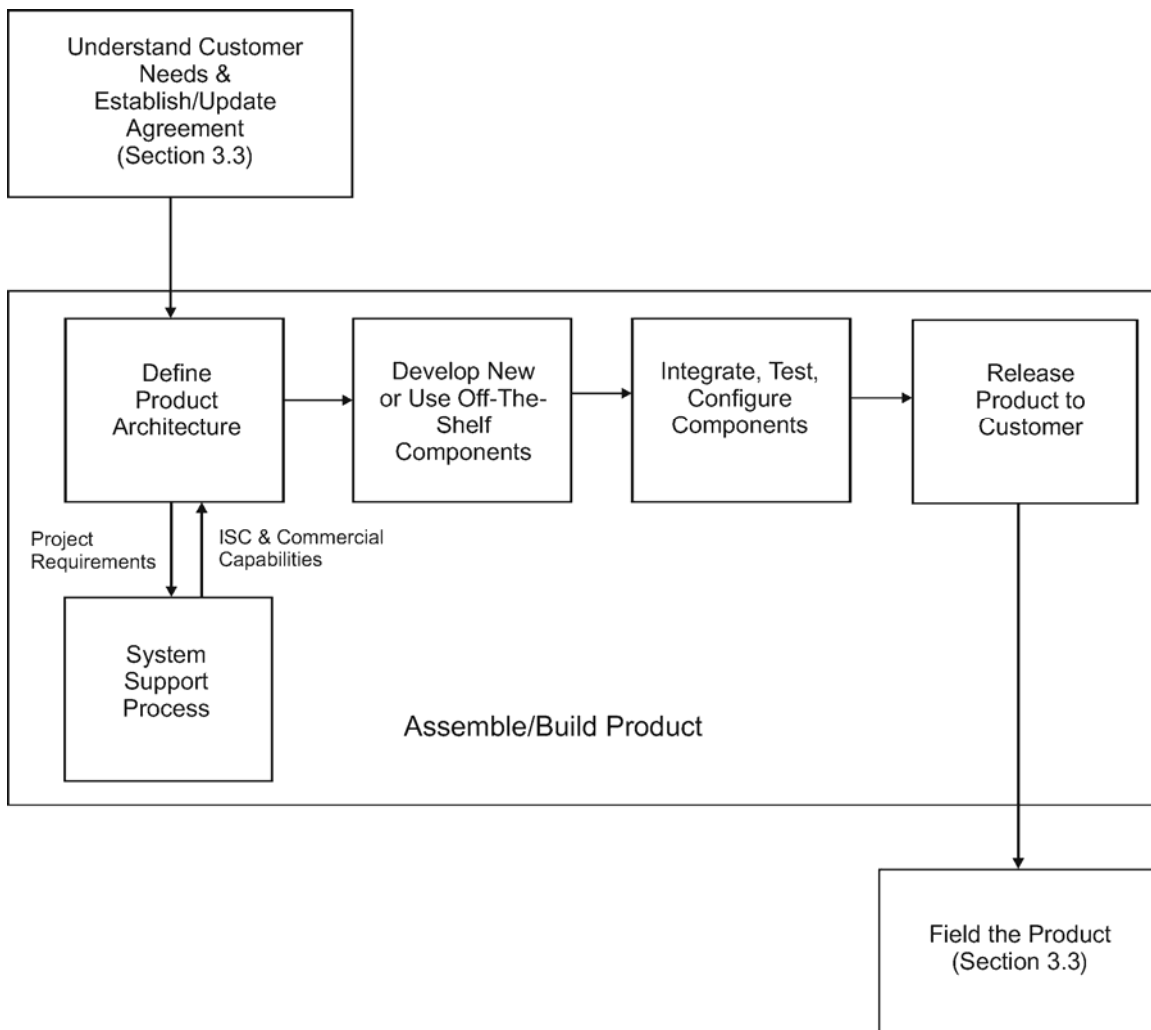 Understand Customer
Needs &
Establish/Update
Agreement
(Section 3.3)
Define
Product
Architecture
Develop New
or Use Off-The-
Shelf
Components
Integrate, Test,
Configure
Components
Release
Product to
Customer
Project
Requirements
ISC & Commercial
Capabilities
System
Support
Process
Assemble/Build Product
Field the Product
(Section 3.3)